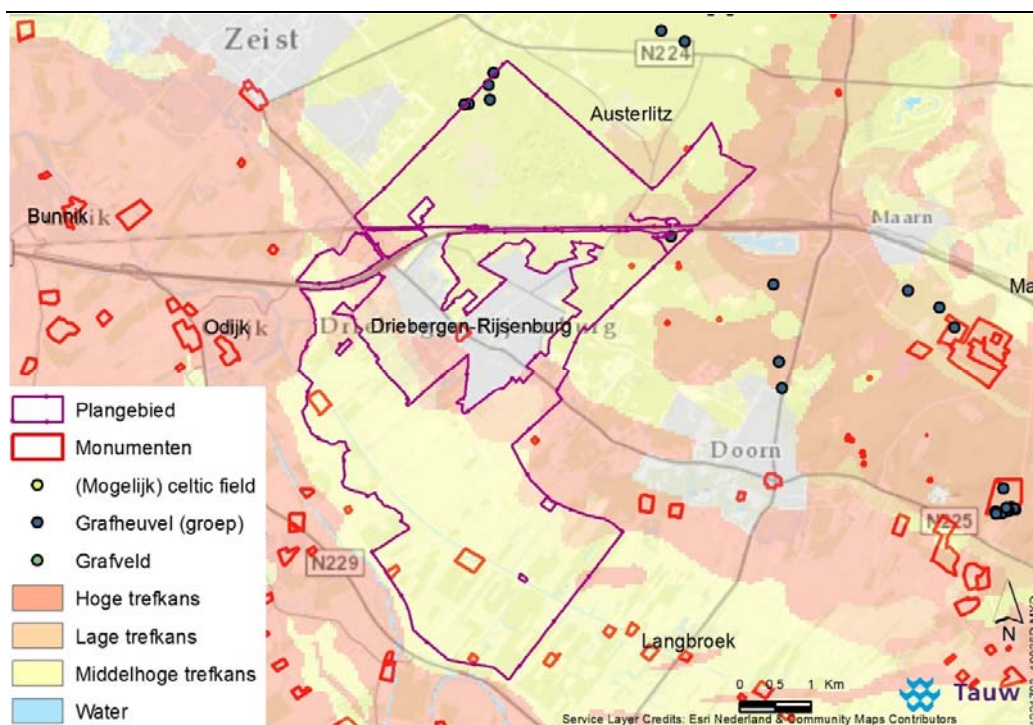 Zeist
N224
Austerlitz
Bunnik
Maarn
Odijk
Driebergen-Rijsenburg
Doorn
N225
N229
Langbroek
Plangebied
Monumenten
(Mogelijk) celtic field
Grafheuvel (groep)
Grafveld
Hoge trefkans
Lage trefkans
Middelhoge trefkans
Water
N
0 0.5 1 Km
Tauw
Service Layer Credits: Esri Nederland & Community Maps Contributors